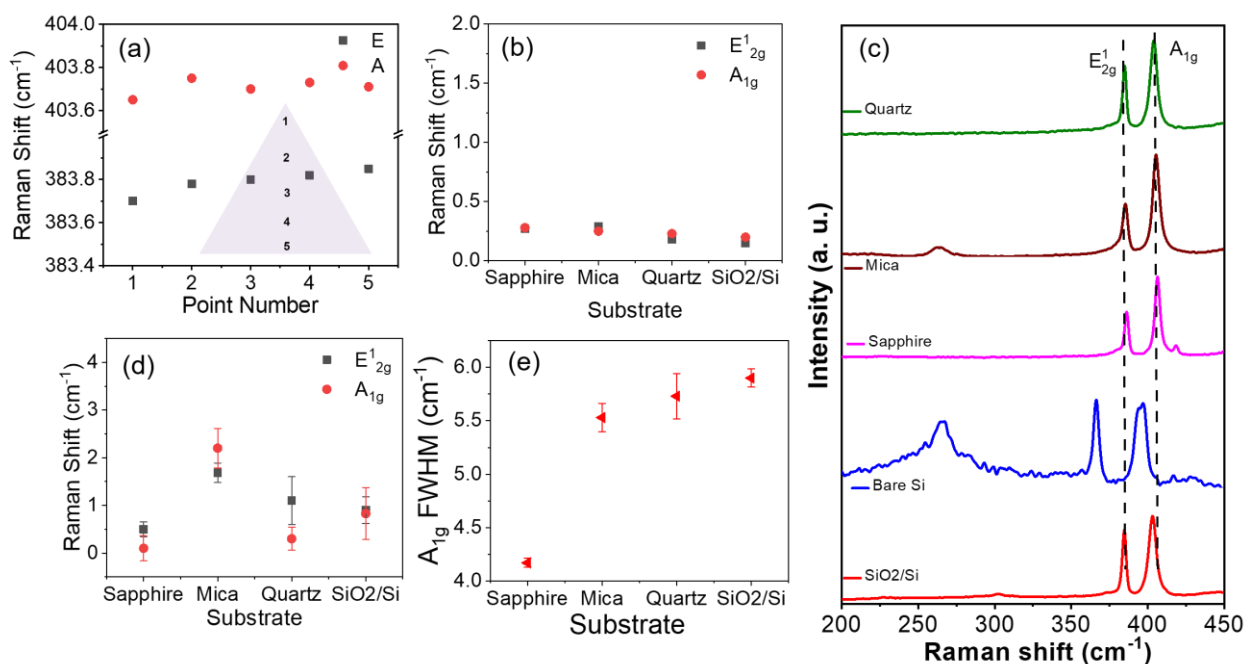 (a)
E
A
404.0
403.8
403.6
383.8
383.6
383.4
Raman Shift (cm⁻¹)
1
2
3
4
5
1 2 3 4 5
Point Number
(b)
E¹2g
A1g
2.0
1.5
1.0
0.5
0.0
Raman Shift (cm⁻¹)
Sapphire Mica Quartz SiO2/Si
Substrate
(c)
E¹2g
A1g
Quartz
Mica
Sapphire
Bare Si
SiO2/Si
Intensity (a. u.)
200 250 300 350 400 450
Raman shift (cm⁻¹)
(d)
E¹2g
A1g
4
3
2
1
0
Raman Shift (cm⁻¹)
Sapphire Mica Quartz SiO2/Si
Substrate
(e)
6.0
5.5
5.0
4.5
4.0
A1g FWHM (cm⁻¹)
Sapphire Mica Quartz SiO2/Si
Substrate